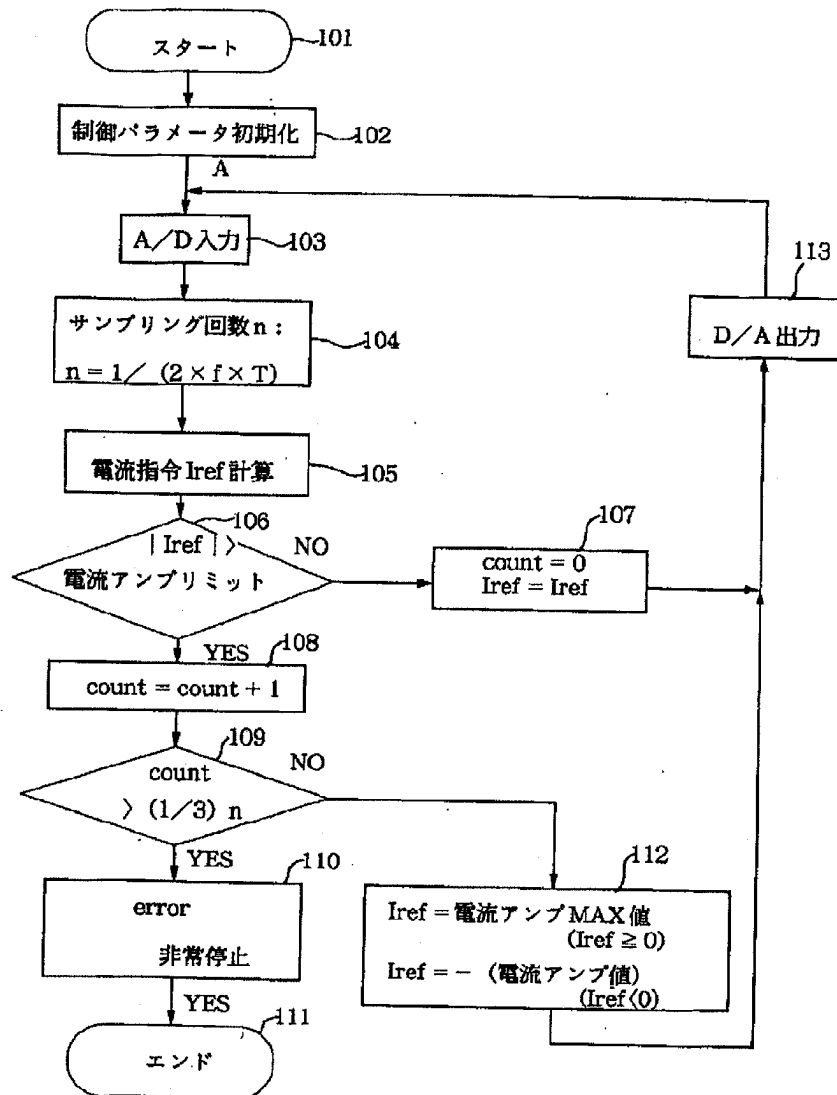 スタート
101
制御パラメータ初期化
102
A
A/D入力
103
サンプリング回数n:
n=1/(2×f×T)
104
電流指令Iref計算
105
106
|Iref|>
電流アンプリミット
NO
107
count=0
Iref=Iref
YES
108
count=count+1
109
count
>(1/3)n
NO
YES
110
error
非常停止
YES
111
エンド
112
Iref=電流アンプMAX値
(Iref≧0)
Iref=-(電流アンプ値)
(Iref<0)
113
D/A出力